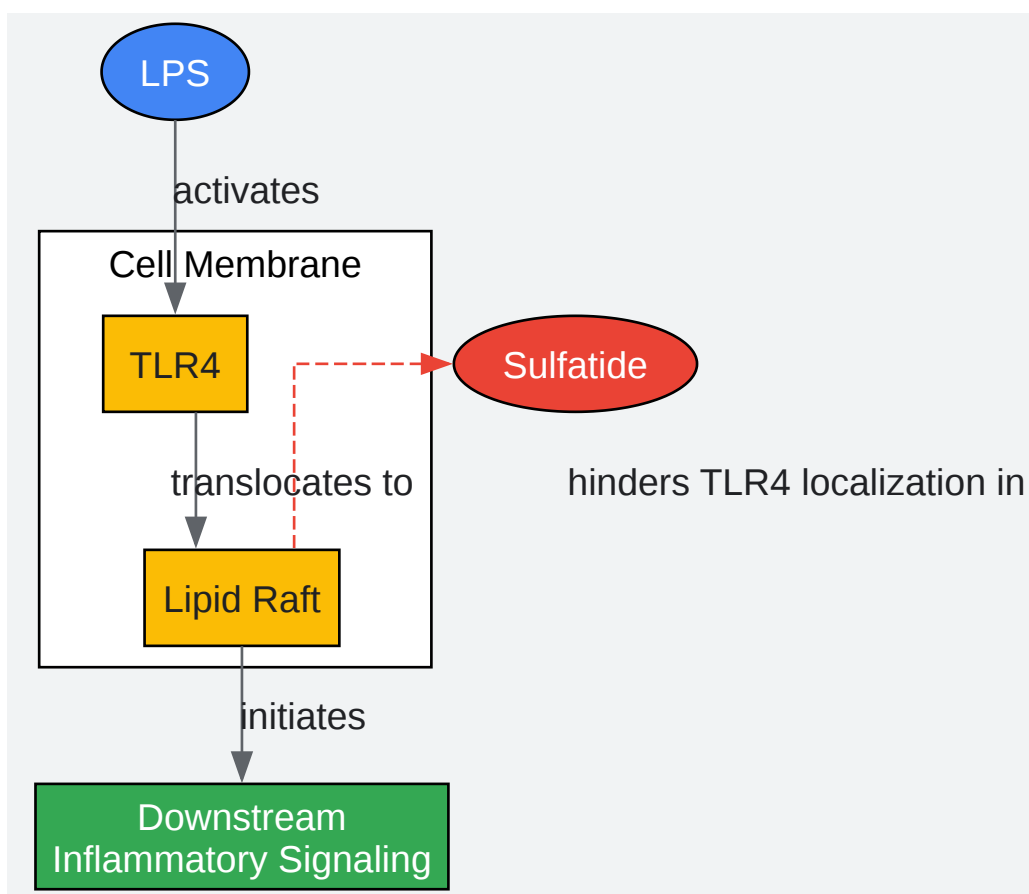 LPS
activates
Cell Membrane
TLR4
Sulfatide
translocates to
hinders TLR4 localization in
Lipid Raft
initiates
Downstream
Inflammatory Signaling